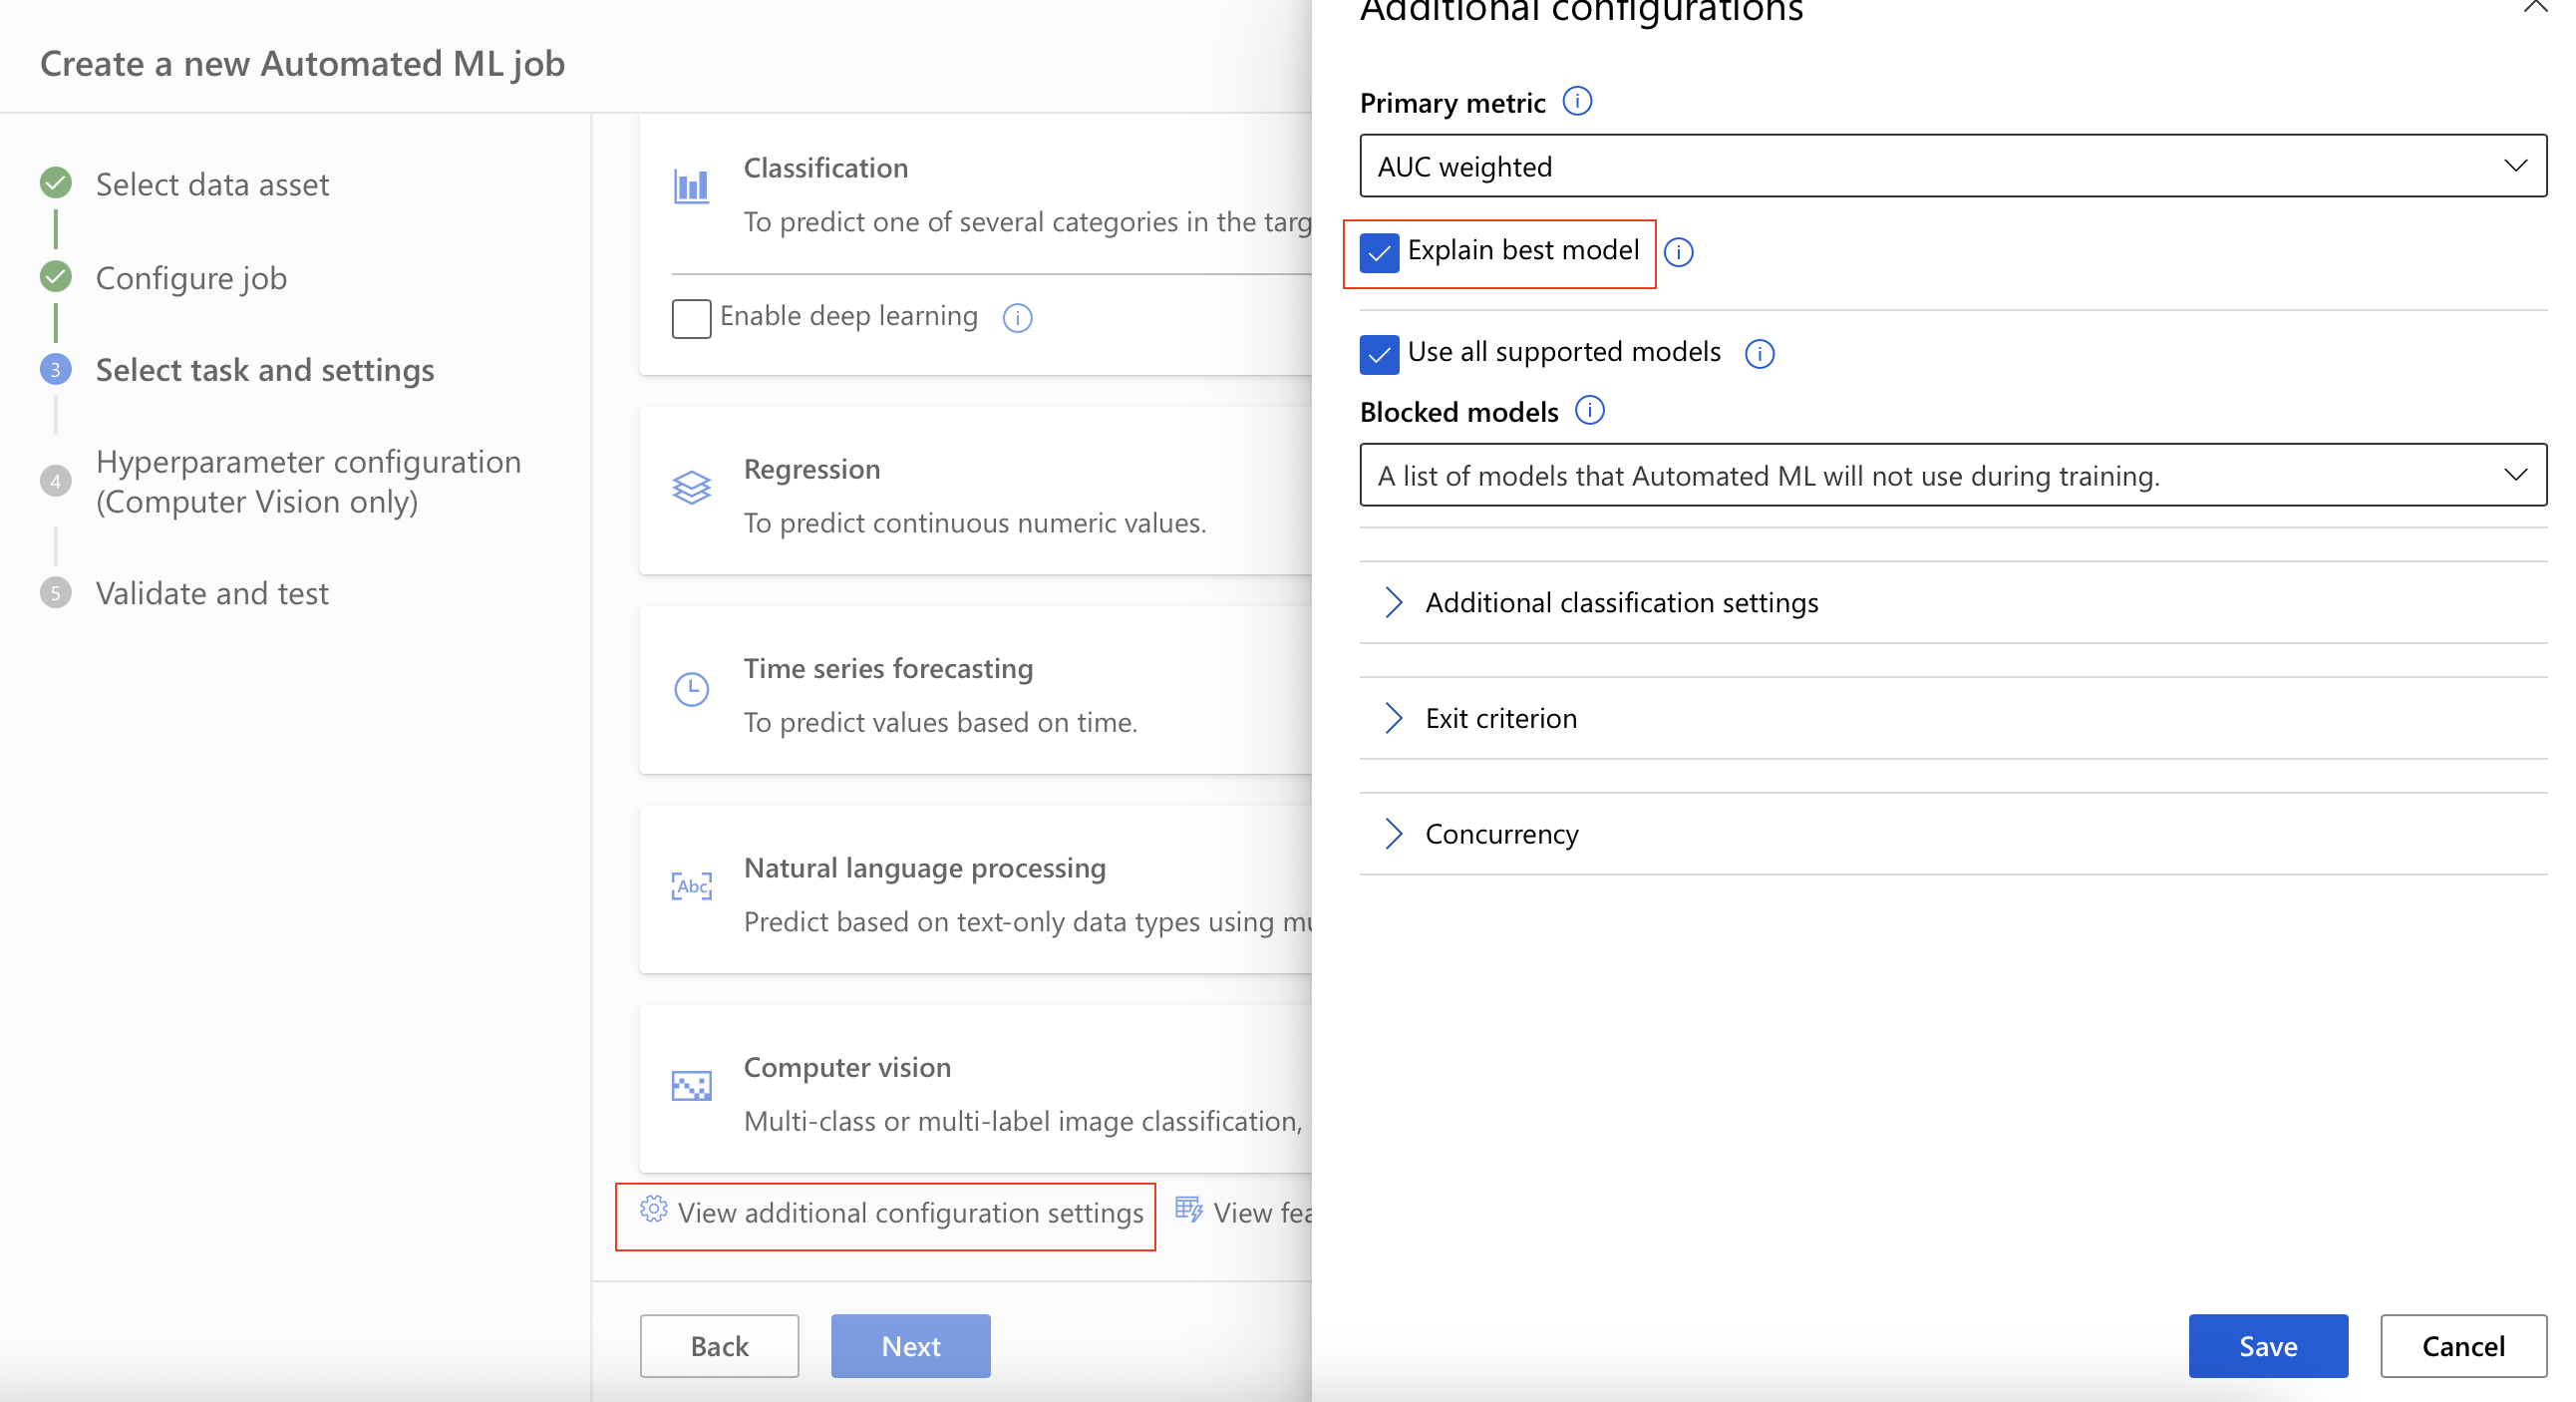 Create a new Automated ML job
Select data asset
Configure job
3
Select task and settings
4
Hyperparameter configuration
(Computer Vision only)
5
Validate and test
Classification
To predict one of several categories in the targ
Enable deep learning
Regression
To predict continuous numeric values.
Time series forecasting
To predict values based on time.
Abc
Natural language processing
Predict based on text-only data types using mu
Computer vision
Multi-class or multi-label image classification,
View additional configuration settings
View fea
Back
Next
Additional configurations
Primary metric
AUC weighted
Explain best model
Use all supported models
Blocked models
A list of models that Automated ML will not use during training.
Additional classification settings
Exit criterion
Concurrency
Save
Cancel